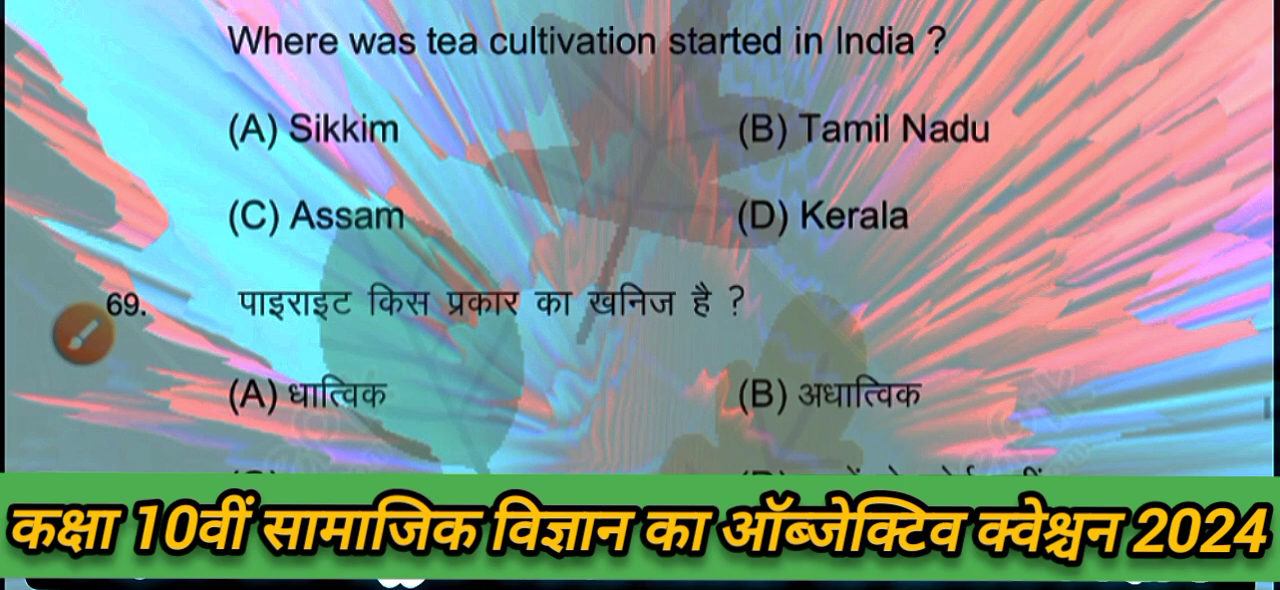 Where was tea cultivation started in India ?
(A) Sikkim (B) Tamil Nadu
(C) Assam (D) Kerala
69. पाइराइट किस प्रकार का खनिज है ?
(A) धात्विक (B) अधात्विक
कक्षा 10वीं सामाजिक विज्ञान का ऑब्जेक्टिव क्वेश्चन 2024